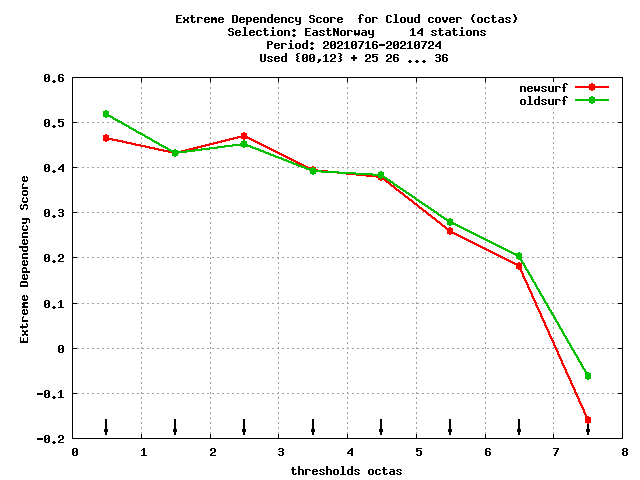 Extreme Dependency Score  for Cloud cover (octas)
Selection: EastNorway     14 stations
Period: 20210716-20210724
Used {00,12} + 25 26 ... 36
newsurf
oldsurf
Extreme Dependency Score
0.6
0.5
0.4
0.3
0.2
0.1
0
-0.1
-0.2
0 1 2 3 4 5 6 7 8
thresholds octas